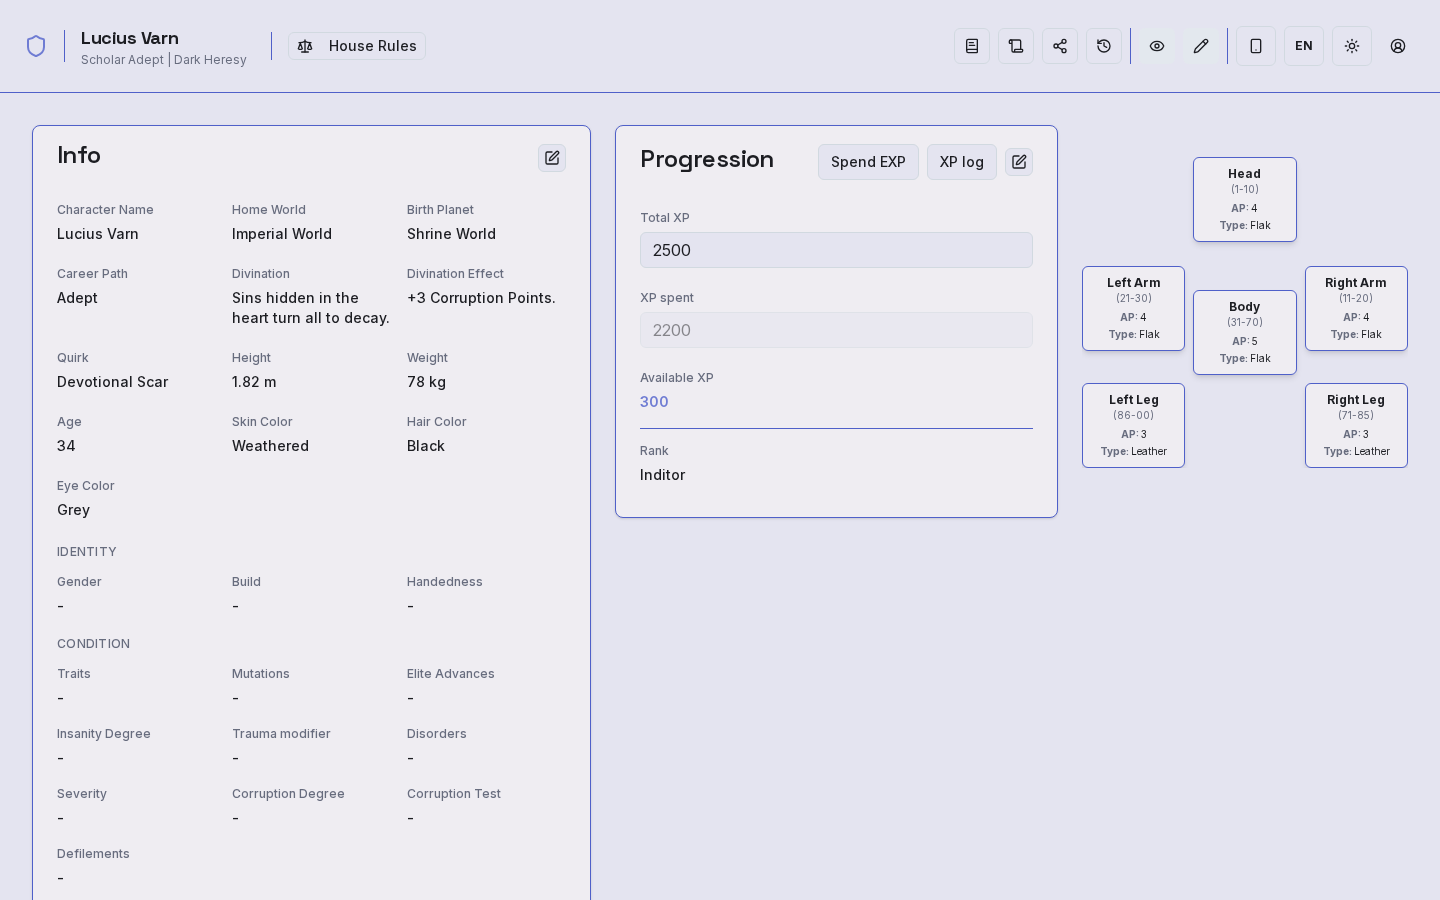 Lucius Varn
Scholar Adept | Dark Heresy
House Rules
EN
Info
Character Name
Lucius Varn
Home World
Imperial World
Birth Planet
Shrine World
Career Path
Adept
Divination
Sins hidden in the
heart turn all to decay.
Divination Effect
+3 Corruption Points.
Quirk
Devotional Scar
Height
1.82 m
Weight
78 kg
Age
34
Skin Color
Weathered
Hair Color
Black
Eye Color
Grey
IDENTITY
Gender
-
Build
-
Handedness
-
CONDITION
Traits
-
Mutations
-
Elite Advances
-
Insanity Degree
-
Trauma modifier
-
Disorders
-
Severity
-
Corruption Degree
-
Corruption Test
-
Defilements
-
Progression
Spend EXP
XP log
Total XP
2500
XP spent
2200
Available XP
300
Rank
Inditor
Head
(1-10)
AP: 4
Type: Flak
Left Arm
(21-30)
AP: 4
Type: Flak
Body
(31-70)
AP: 5
Type: Flak
Right Arm
(11-20)
AP: 4
Type: Flak
Left Leg
(86-00)
AP: 3
Type: Leather
Right Leg
(71-85)
AP: 3
Type: Leather